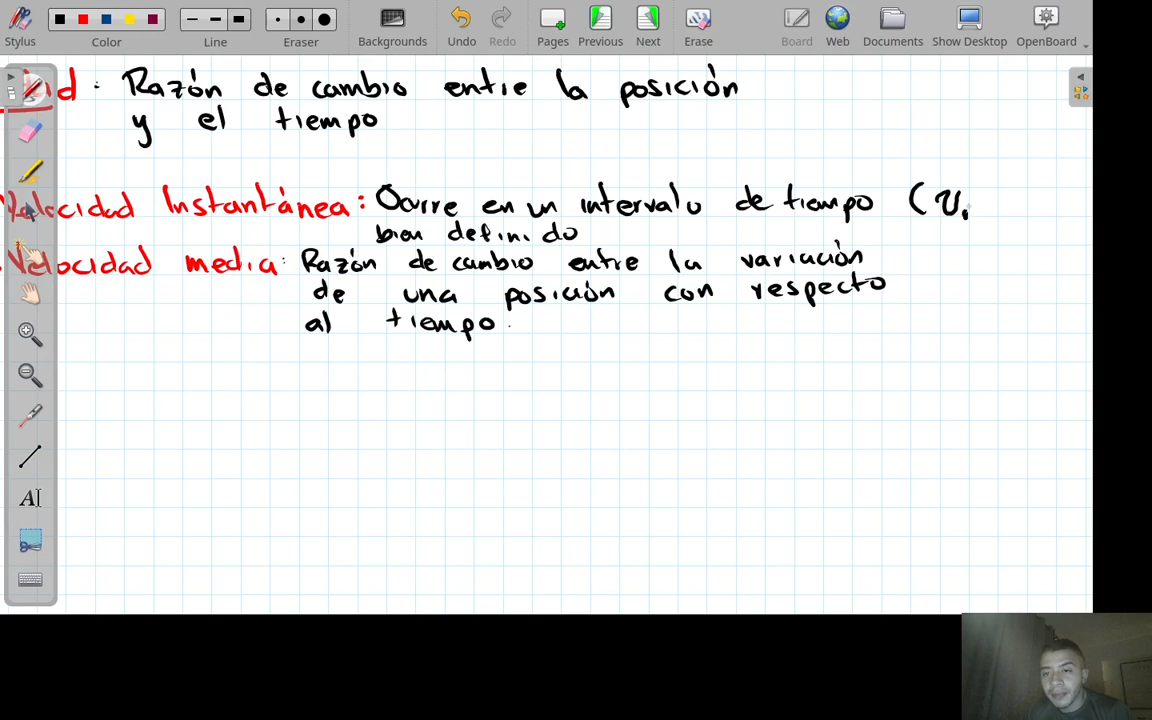 Stylus Color Line Eraser Backgrounds Undo Redo Pages Previous Next Erase Board Web Documents Show Desktop OpenBoard
: Razón de cambio entre la posición
y el tiempo
Velocidad Instantánea: Ocurre en un intervalo de tiempo (v.
bien definido
Velocidad media: Razón de cambio entre la variación
de una posición con respecto
al tiempo.